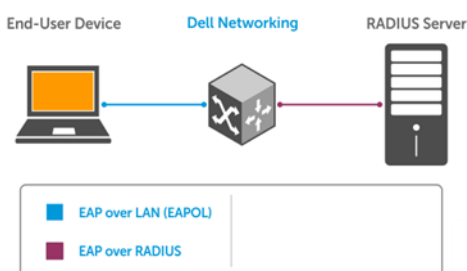 End-User Device
Dell Networking
RADIUS Server
EAP over LAN (EAPOL)
EAP over RADIUS